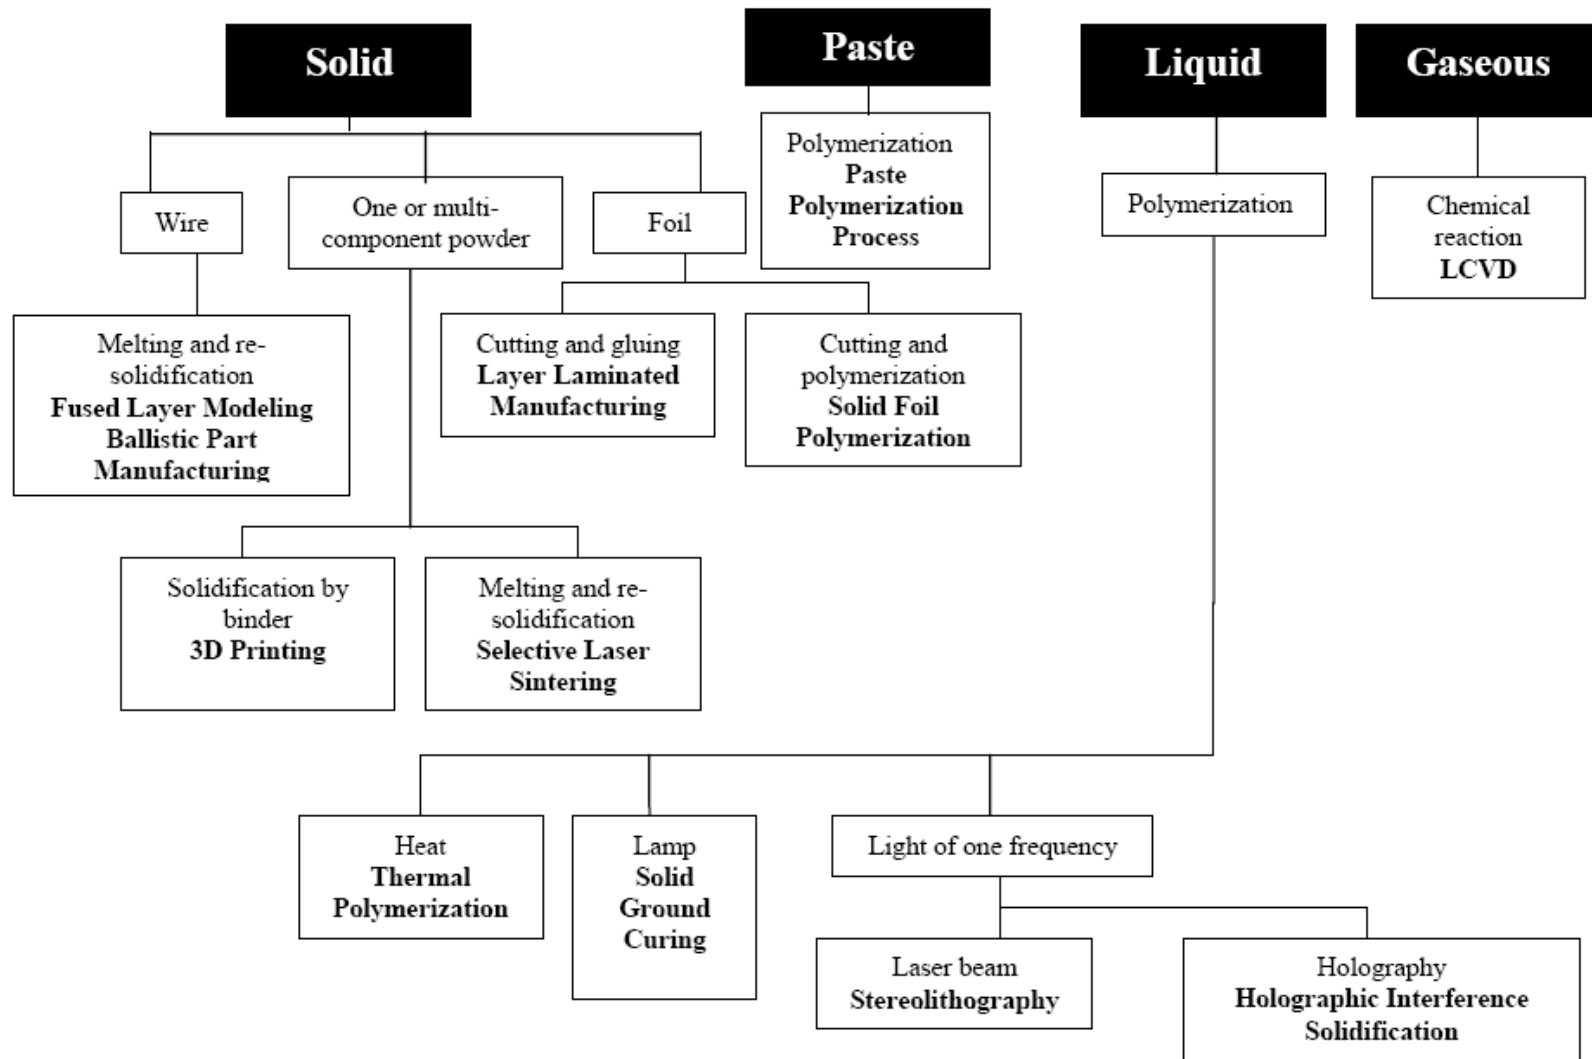 Solid
Paste
Liquid
Gaseous
Wire
One or multi-
component powder
Foil
Polymerization
Paste
Polymerization
Process
Polymerization
Chemical
reaction
LCVD
Melting and re-
solidification
Fused Layer Modeling
Ballistic Part
Manufacturing
Cutting and gluing
Layer Laminated
Manufacturing
Cutting and
polymerization
Solid Foil
Polymerization
Solidification by
binder
3D Printing
Melting and re-
solidification
Selective Laser
Sintering
Heat
Thermal
Polymerization
Lamp
Solid
Ground
Curing
Light of one frequency
Laser beam
Stereolithography
Holography
Holographic Interference
Solidification